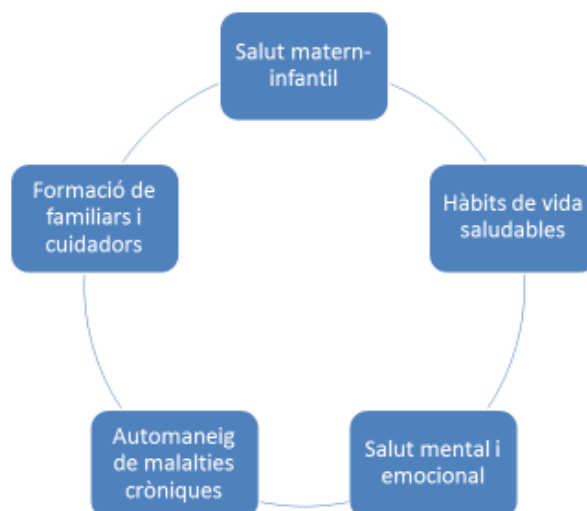 Salut matern-
infantil
Hàbits de vida
saludables
Salut mental i
emocional
Automaneig
de malalties
cròniques
Formació de
familiars i
cuidadors